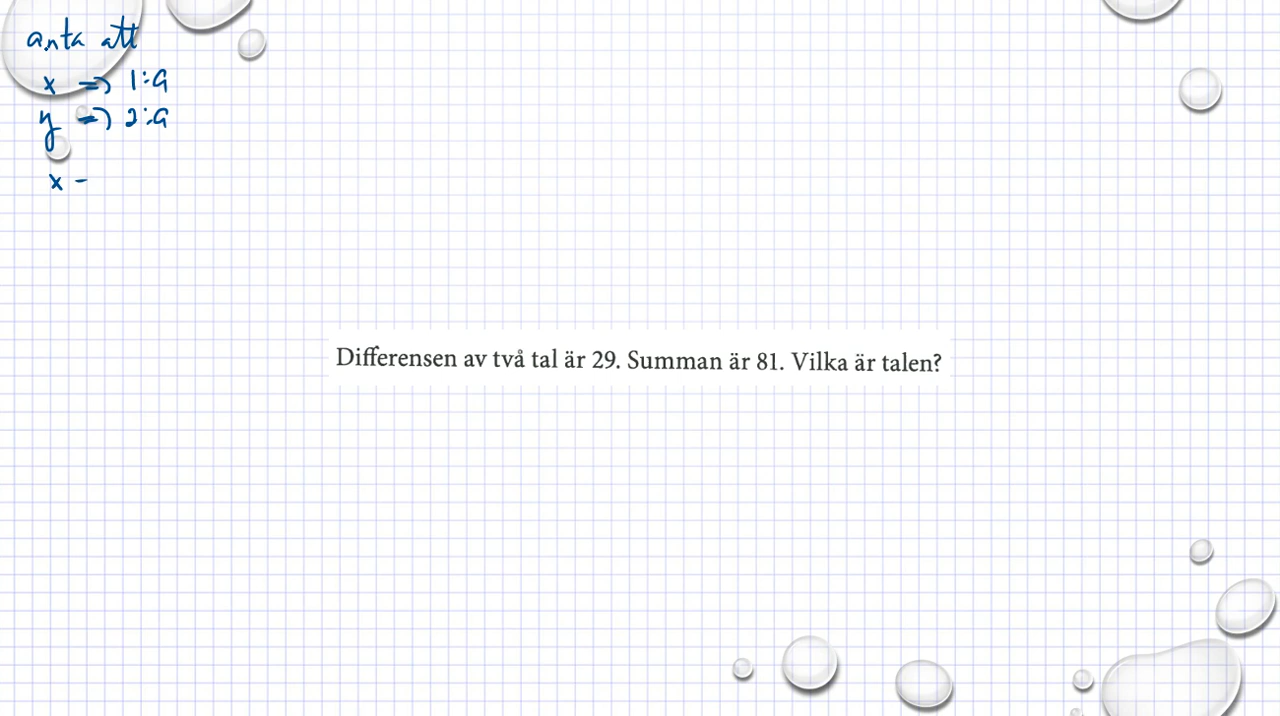 anta att
x => 1:a
y => 2:a
x -
Differensen av två tal är 29. Summan är 81. Vilka är talen?